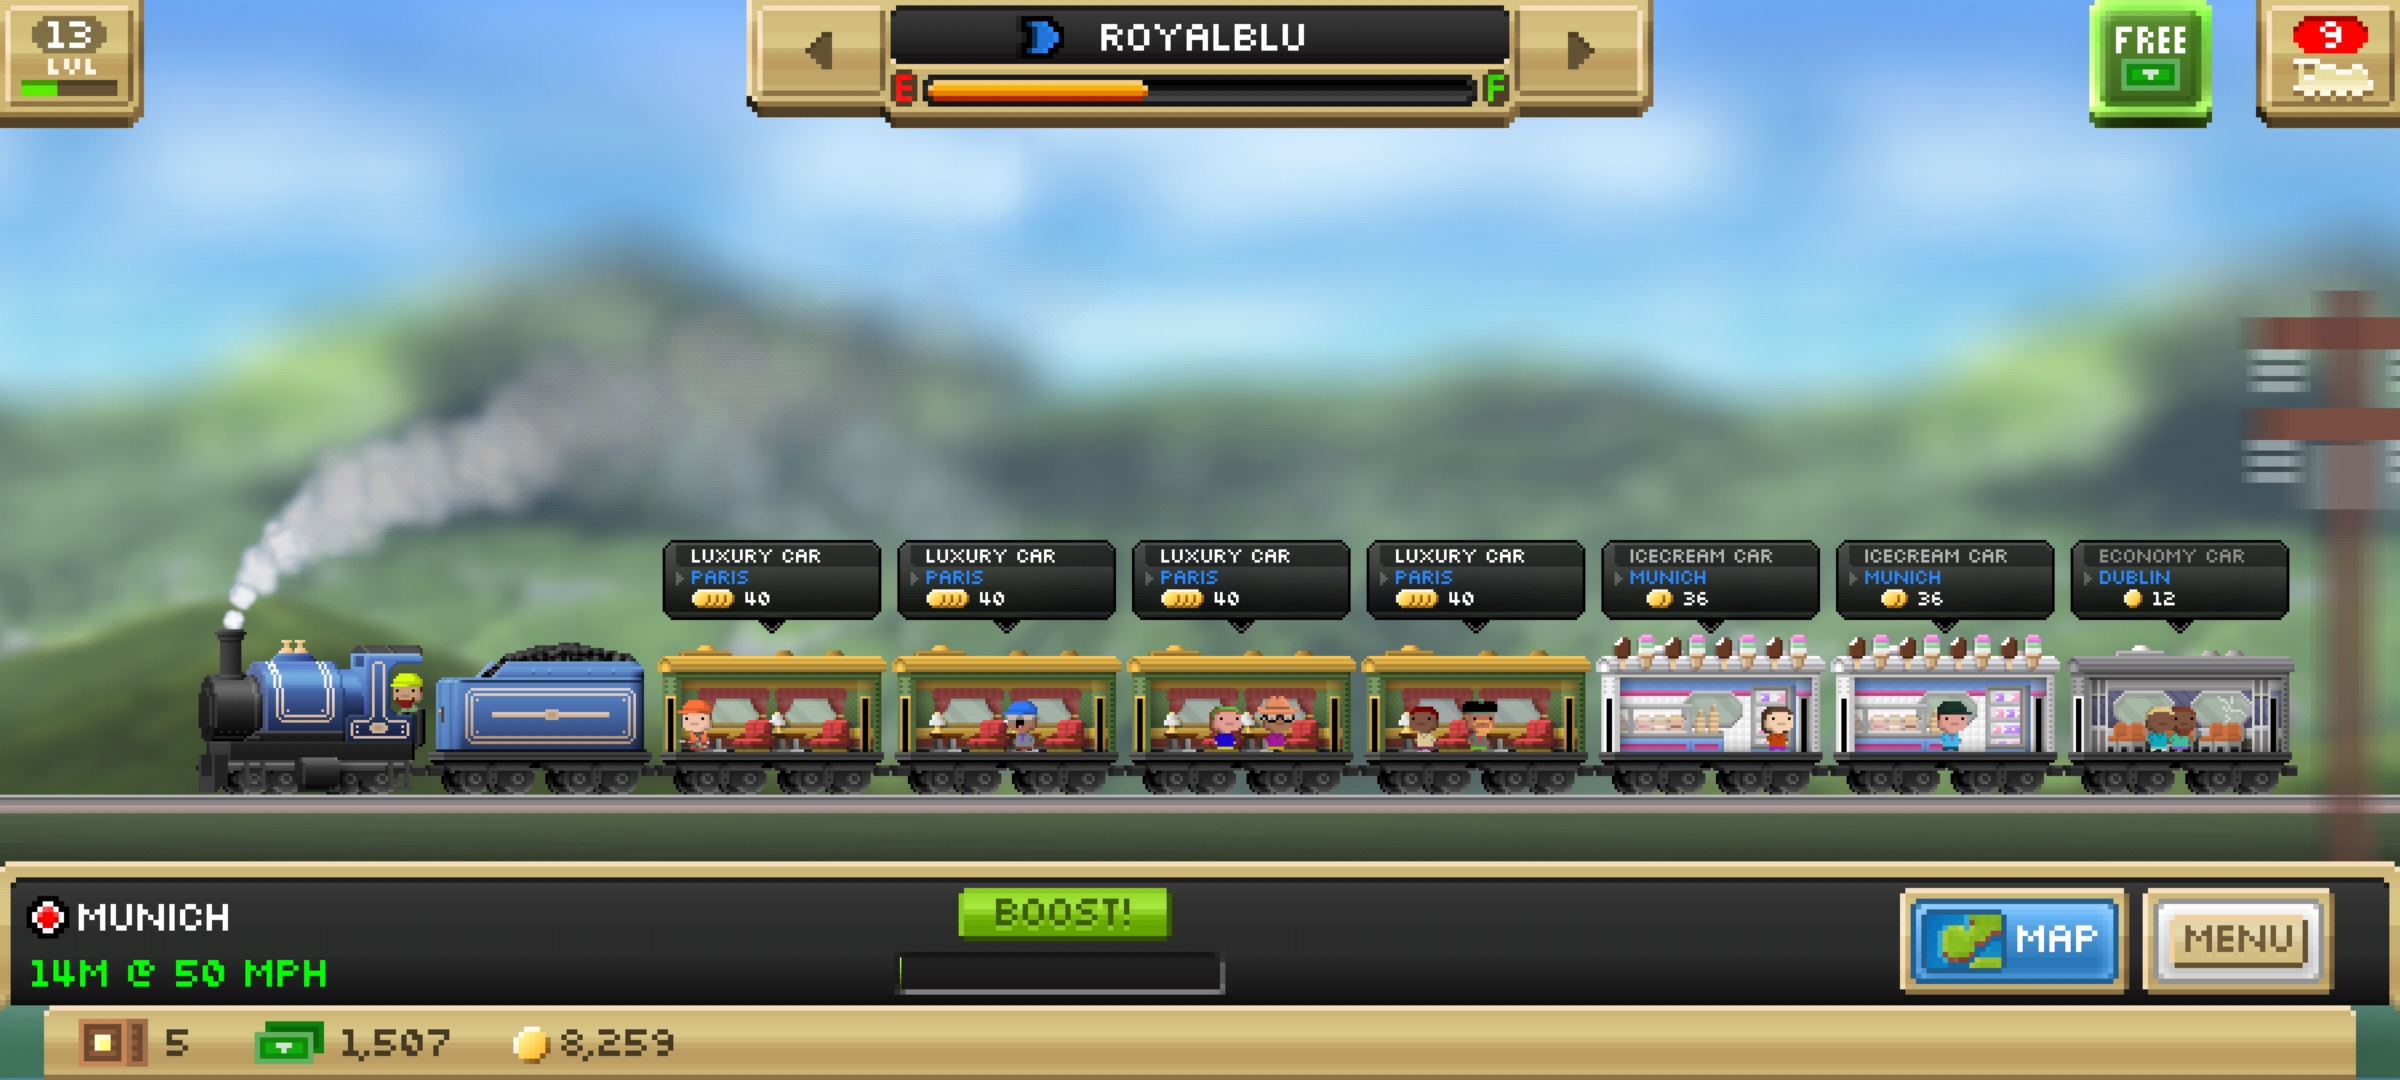 13
LVL
ROYALBLU
E F
FREE
9
LUXURY CAR
PARIS
40
LUXURY CAR
PARIS
40
LUXURY CAR
PARIS
40
LUXURY CAR
PARIS
40
ICECREAM CAR
MUNICH
36
ICECREAM CAR
MUNICH
36
ECONOMY CAR
DUBLIN
12
MUNICH
14M @ 50 MPH
BOOST!
MAP
MENU
5 1,507 8,259